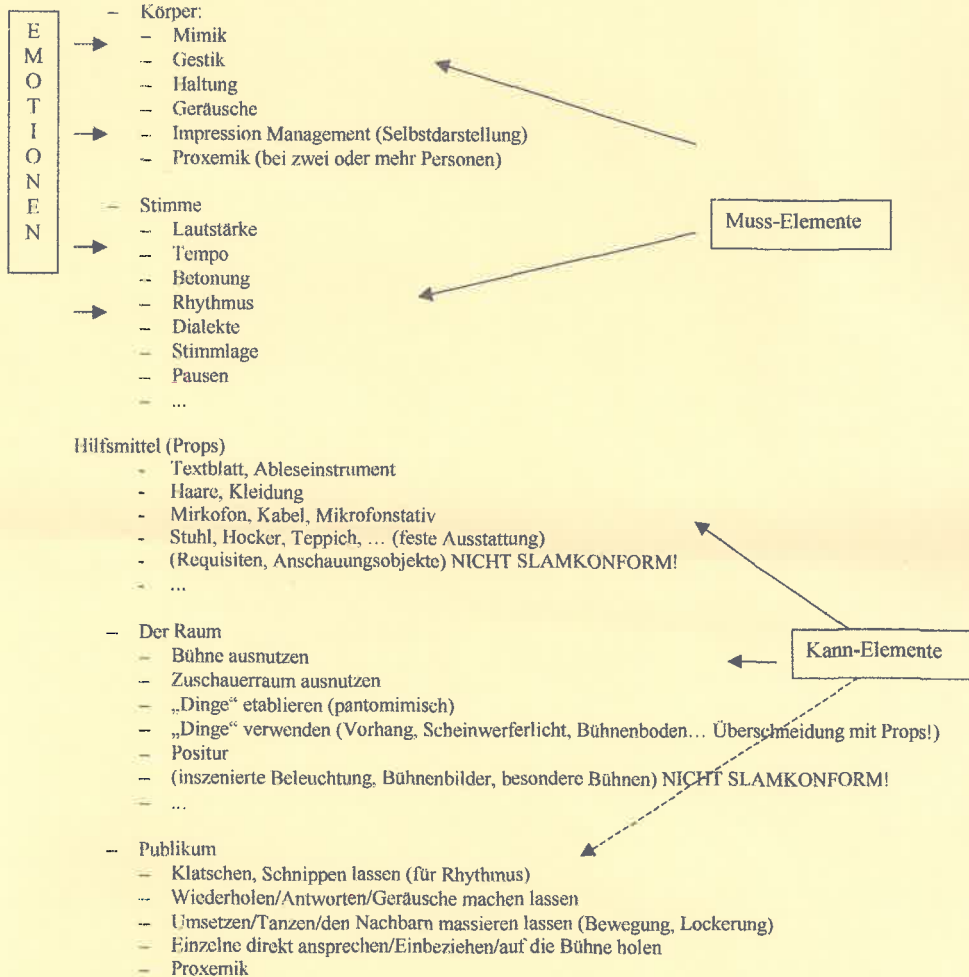 EMOTIONEN
– Körper:
– Mimik
– Gestik
– Haltung
– Geräusche
– Impression Management (Selbstdarstellung)
– Proxemik (bei zwei oder mehr Personen)
– Stimme
– Lautstärke
– Tempo
– Betonung
– Rhythmus
– Dialekte
– Stimmlage
– Pausen
– ...
Muss-Elemente
Hilfsmittel (Props)
- Textblatt, Ableseinstrument
- Haare, Kleidung
- Mirkofon, Kabel, Mikrofonstativ
- Stuhl, Hocker, Teppich, ... (feste Ausstattung)
- (Requisiten, Anschauungsobjekte) NICHT SLAMKONFORM!
- ...
– Der Raum
– Bühne ausnutzen
– Zuschauerraum ausnutzen
– „Dinge“ etablieren (pantomimisch)
– „Dinge“ verwenden (Vorhang, Scheinwerferlicht, Bühnenboden... Überschneidung mit Props!)
– Positur
– (inszenierte Beleuchtung, Bühnenbilder, besondere Bühnen) NICHT SLAMKONFORM!
– ...
Kann-Elemente
– Publikum
– Klatschen, Schnippen lassen (für Rhythmus)
– Wiederholen/Antworten/Geräusche machen lassen
– Umsetzen/Tanzen/den Nachbarn massieren lassen (Bewegung, Lockerung)
– Einzelne direkt ansprechen/Einbeziehen/auf die Bühne holen
– Proxemik